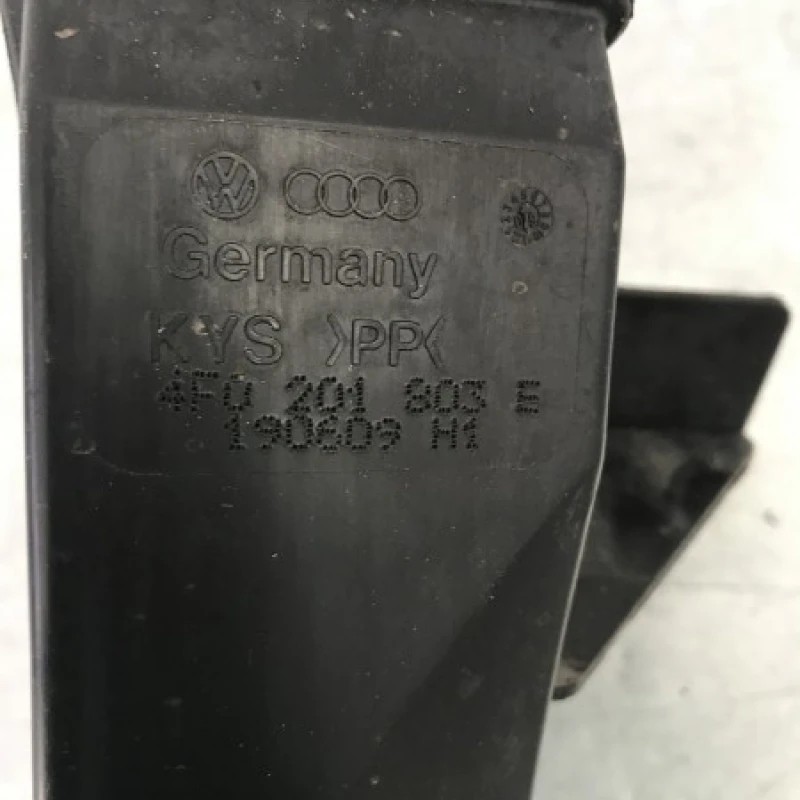 Germany
KYS >PP<
4F0 201 803 E
190609 H1